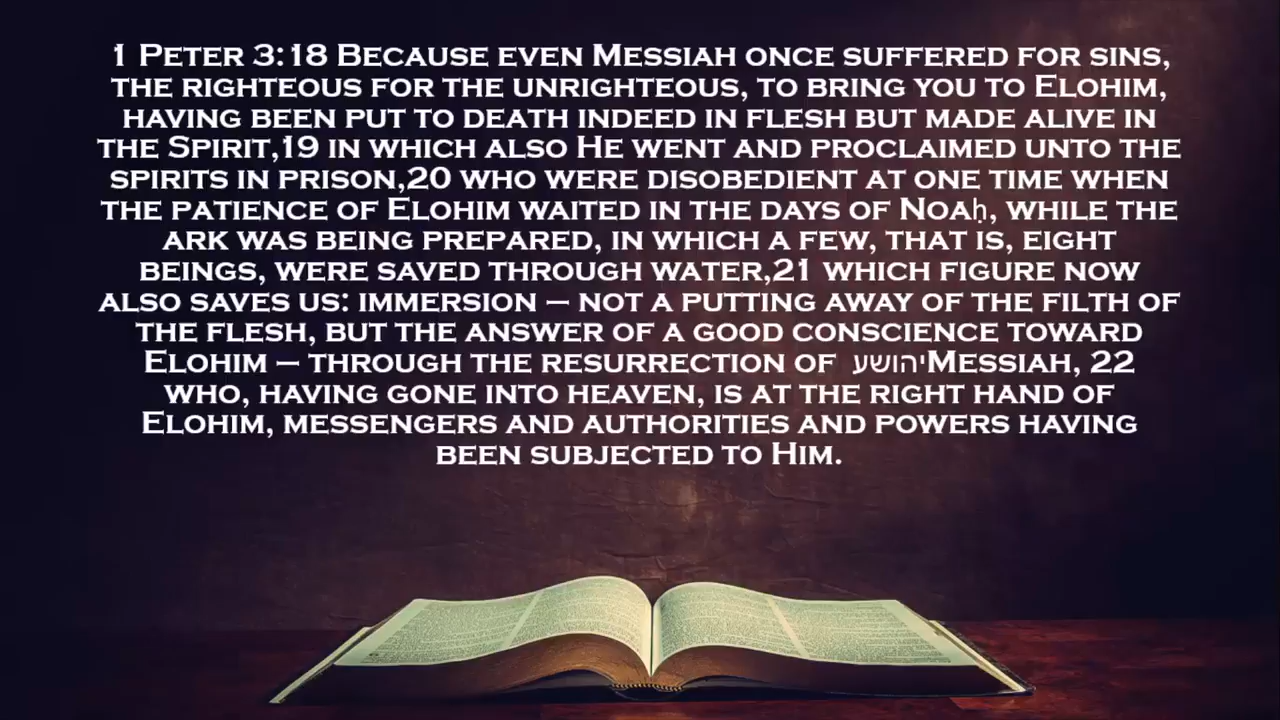 1 Peter 3:18 Because even Messiah once suffered for sins,
the righteous for the unrighteous, to bring you to Elohim,
having been put to death indeed in flesh but made alive in
the Spirit,19 in which also He went and proclaimed unto the
spirits in prison,20 who were disobedient at one time when
the patience of Elohim waited in the days of Noaḥ, while the
ark was being prepared, in which a few, that is, eight
beings, were saved through water,21 which figure now
also saves us: immersion – not a putting away of the filth of
the flesh, but the answer of a good conscience toward
Elohim – through the resurrection of יהושע Messiah, 22
who, having gone into heaven, is at the right hand of
Elohim, messengers and authorities and powers having
been subjected to Him.